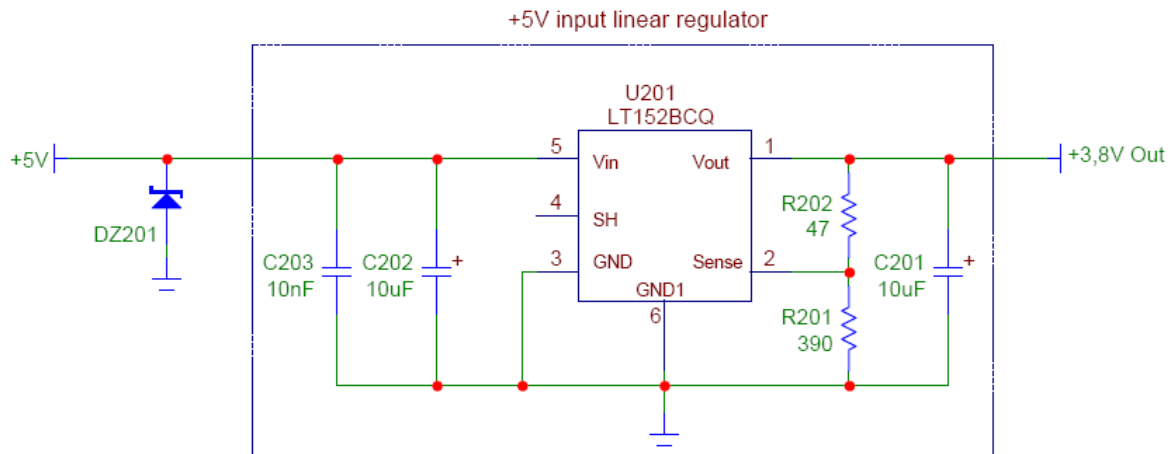 +5V input linear regulator
U201
LT152BCQ
+5V
5
Vin
Vout
1
+3,8V Out
4
SH
R202
47
DZ201
C203
10nF
C202
10uF
+
3
GND
Sense
2
C201
10uF
+
GND1
6
R201
390